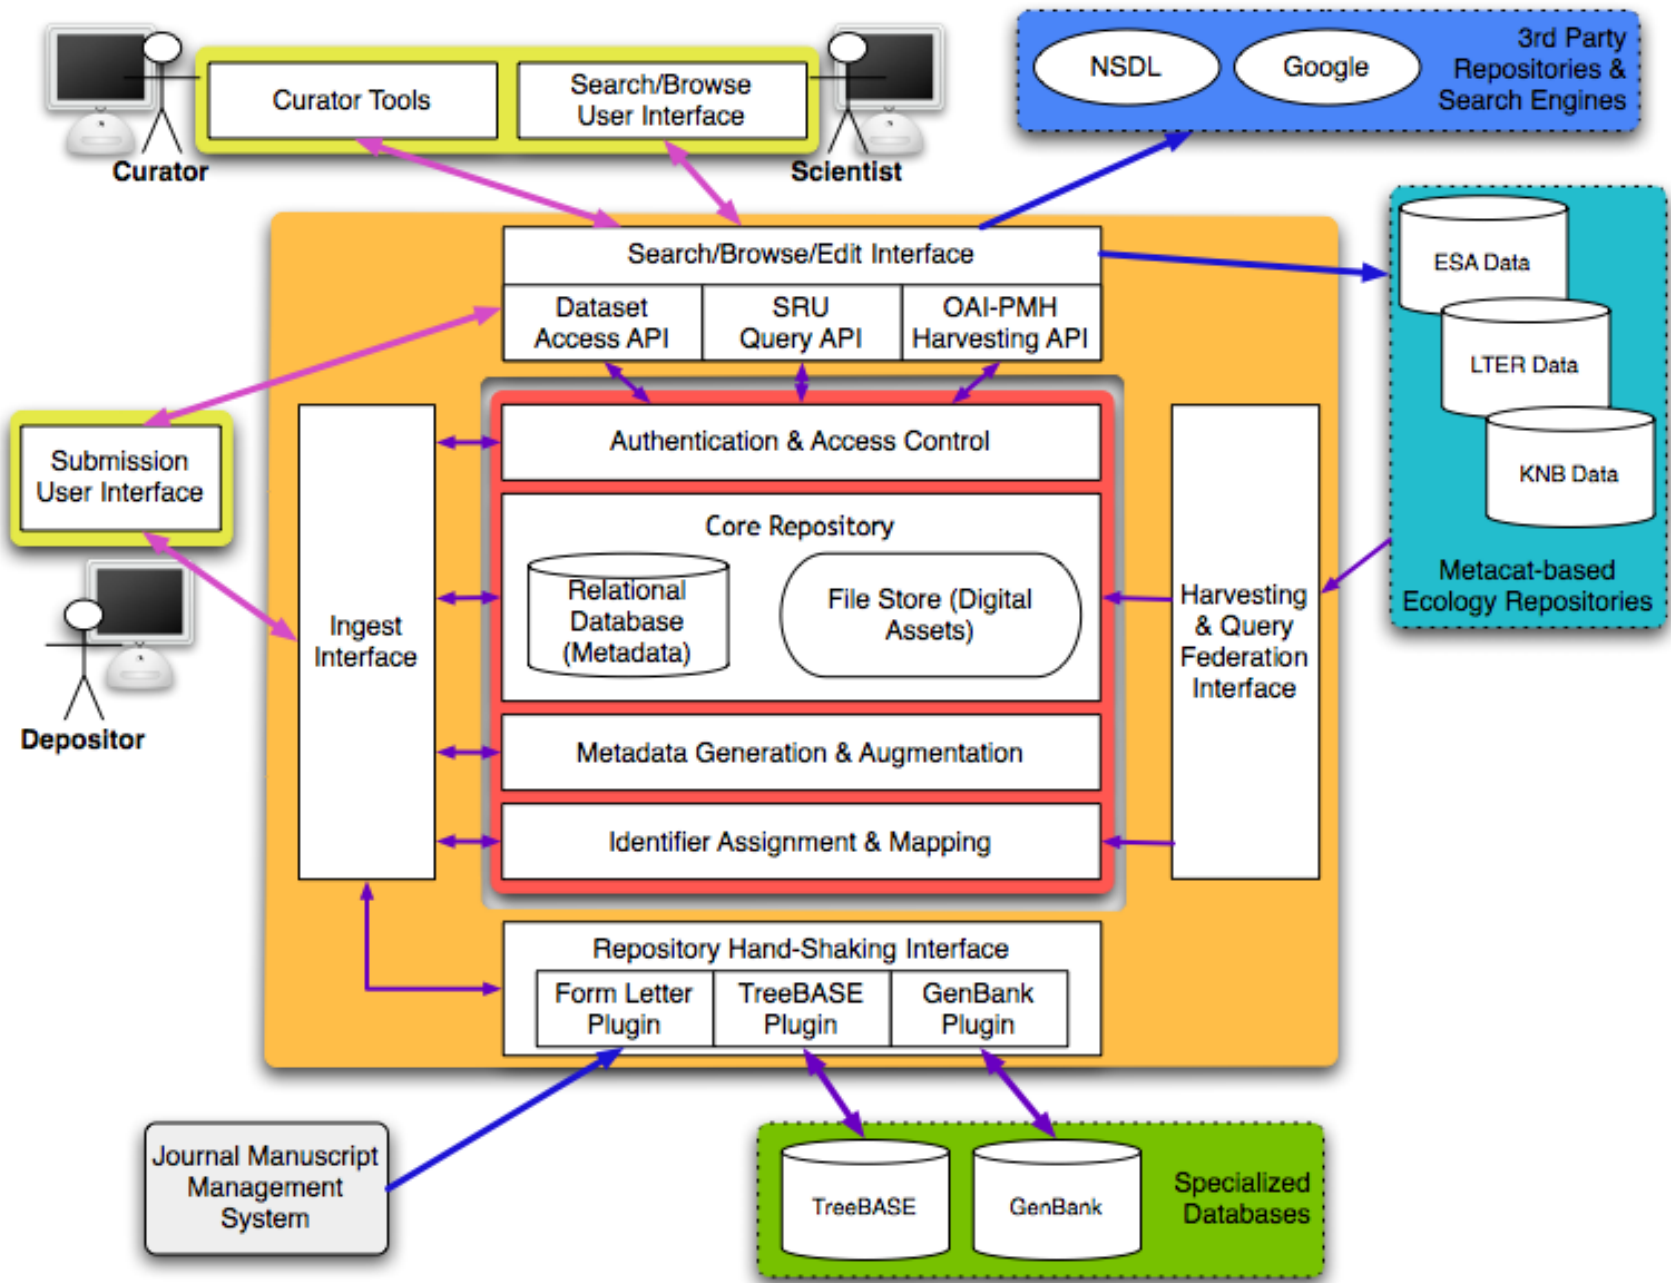 Curator Tools
Search/Browse
User Interface
Curator
Scientist
NSDL
Google
3rd Party
Repositories &
Search Engines
Search/Browse/Edit Interface
Dataset
Access API
SRU
Query API
OAI-PMH
Harvesting API
ESA Data
LTER Data
KNB Data
Metacat-based
Ecology Repositories
Submission
User Interface
Depositor
Ingest
Interface
Authentication & Access Control
Core Repository
Relational
Database
(Metadata)
File Store (Digital
Assets)
Metadata Generation & Augmentation
Identifier Assignment & Mapping
Harvesting
& Query
Federation
Interface
Repository Hand-Shaking Interface
Form Letter
Plugin
TreeBASE
Plugin
GenBank
Plugin
Journal Manuscript
Management
System
TreeBASE
GenBank
Specialized
Databases